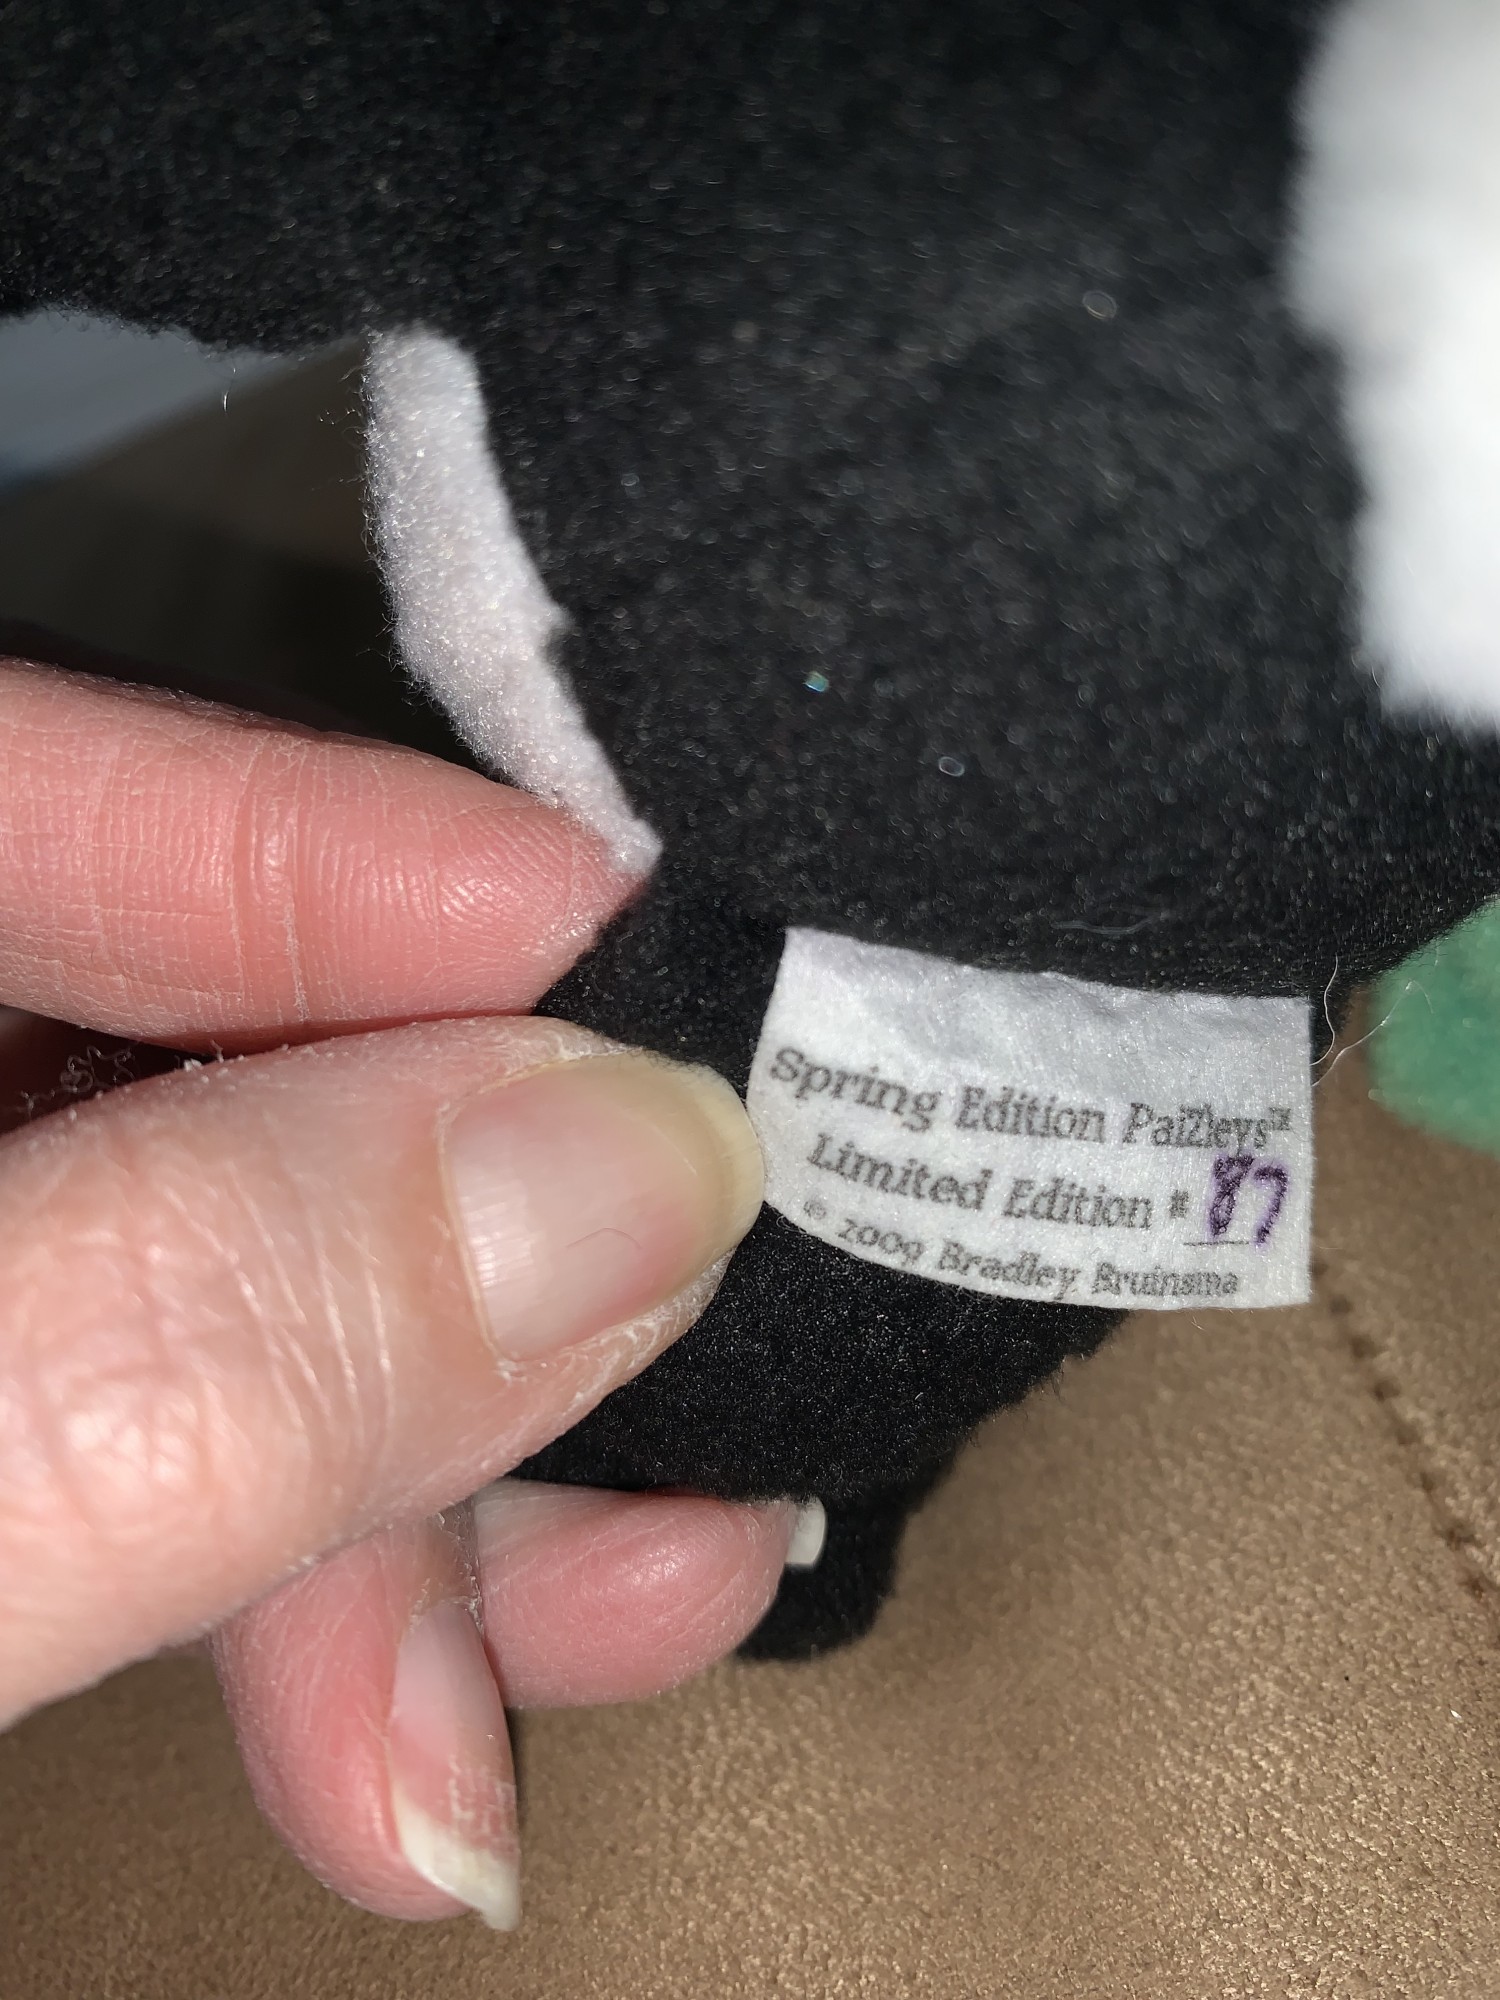 Spring Edition PaiZleys™
Limited Edition # 87
© 2009 Bradley Bruinsma